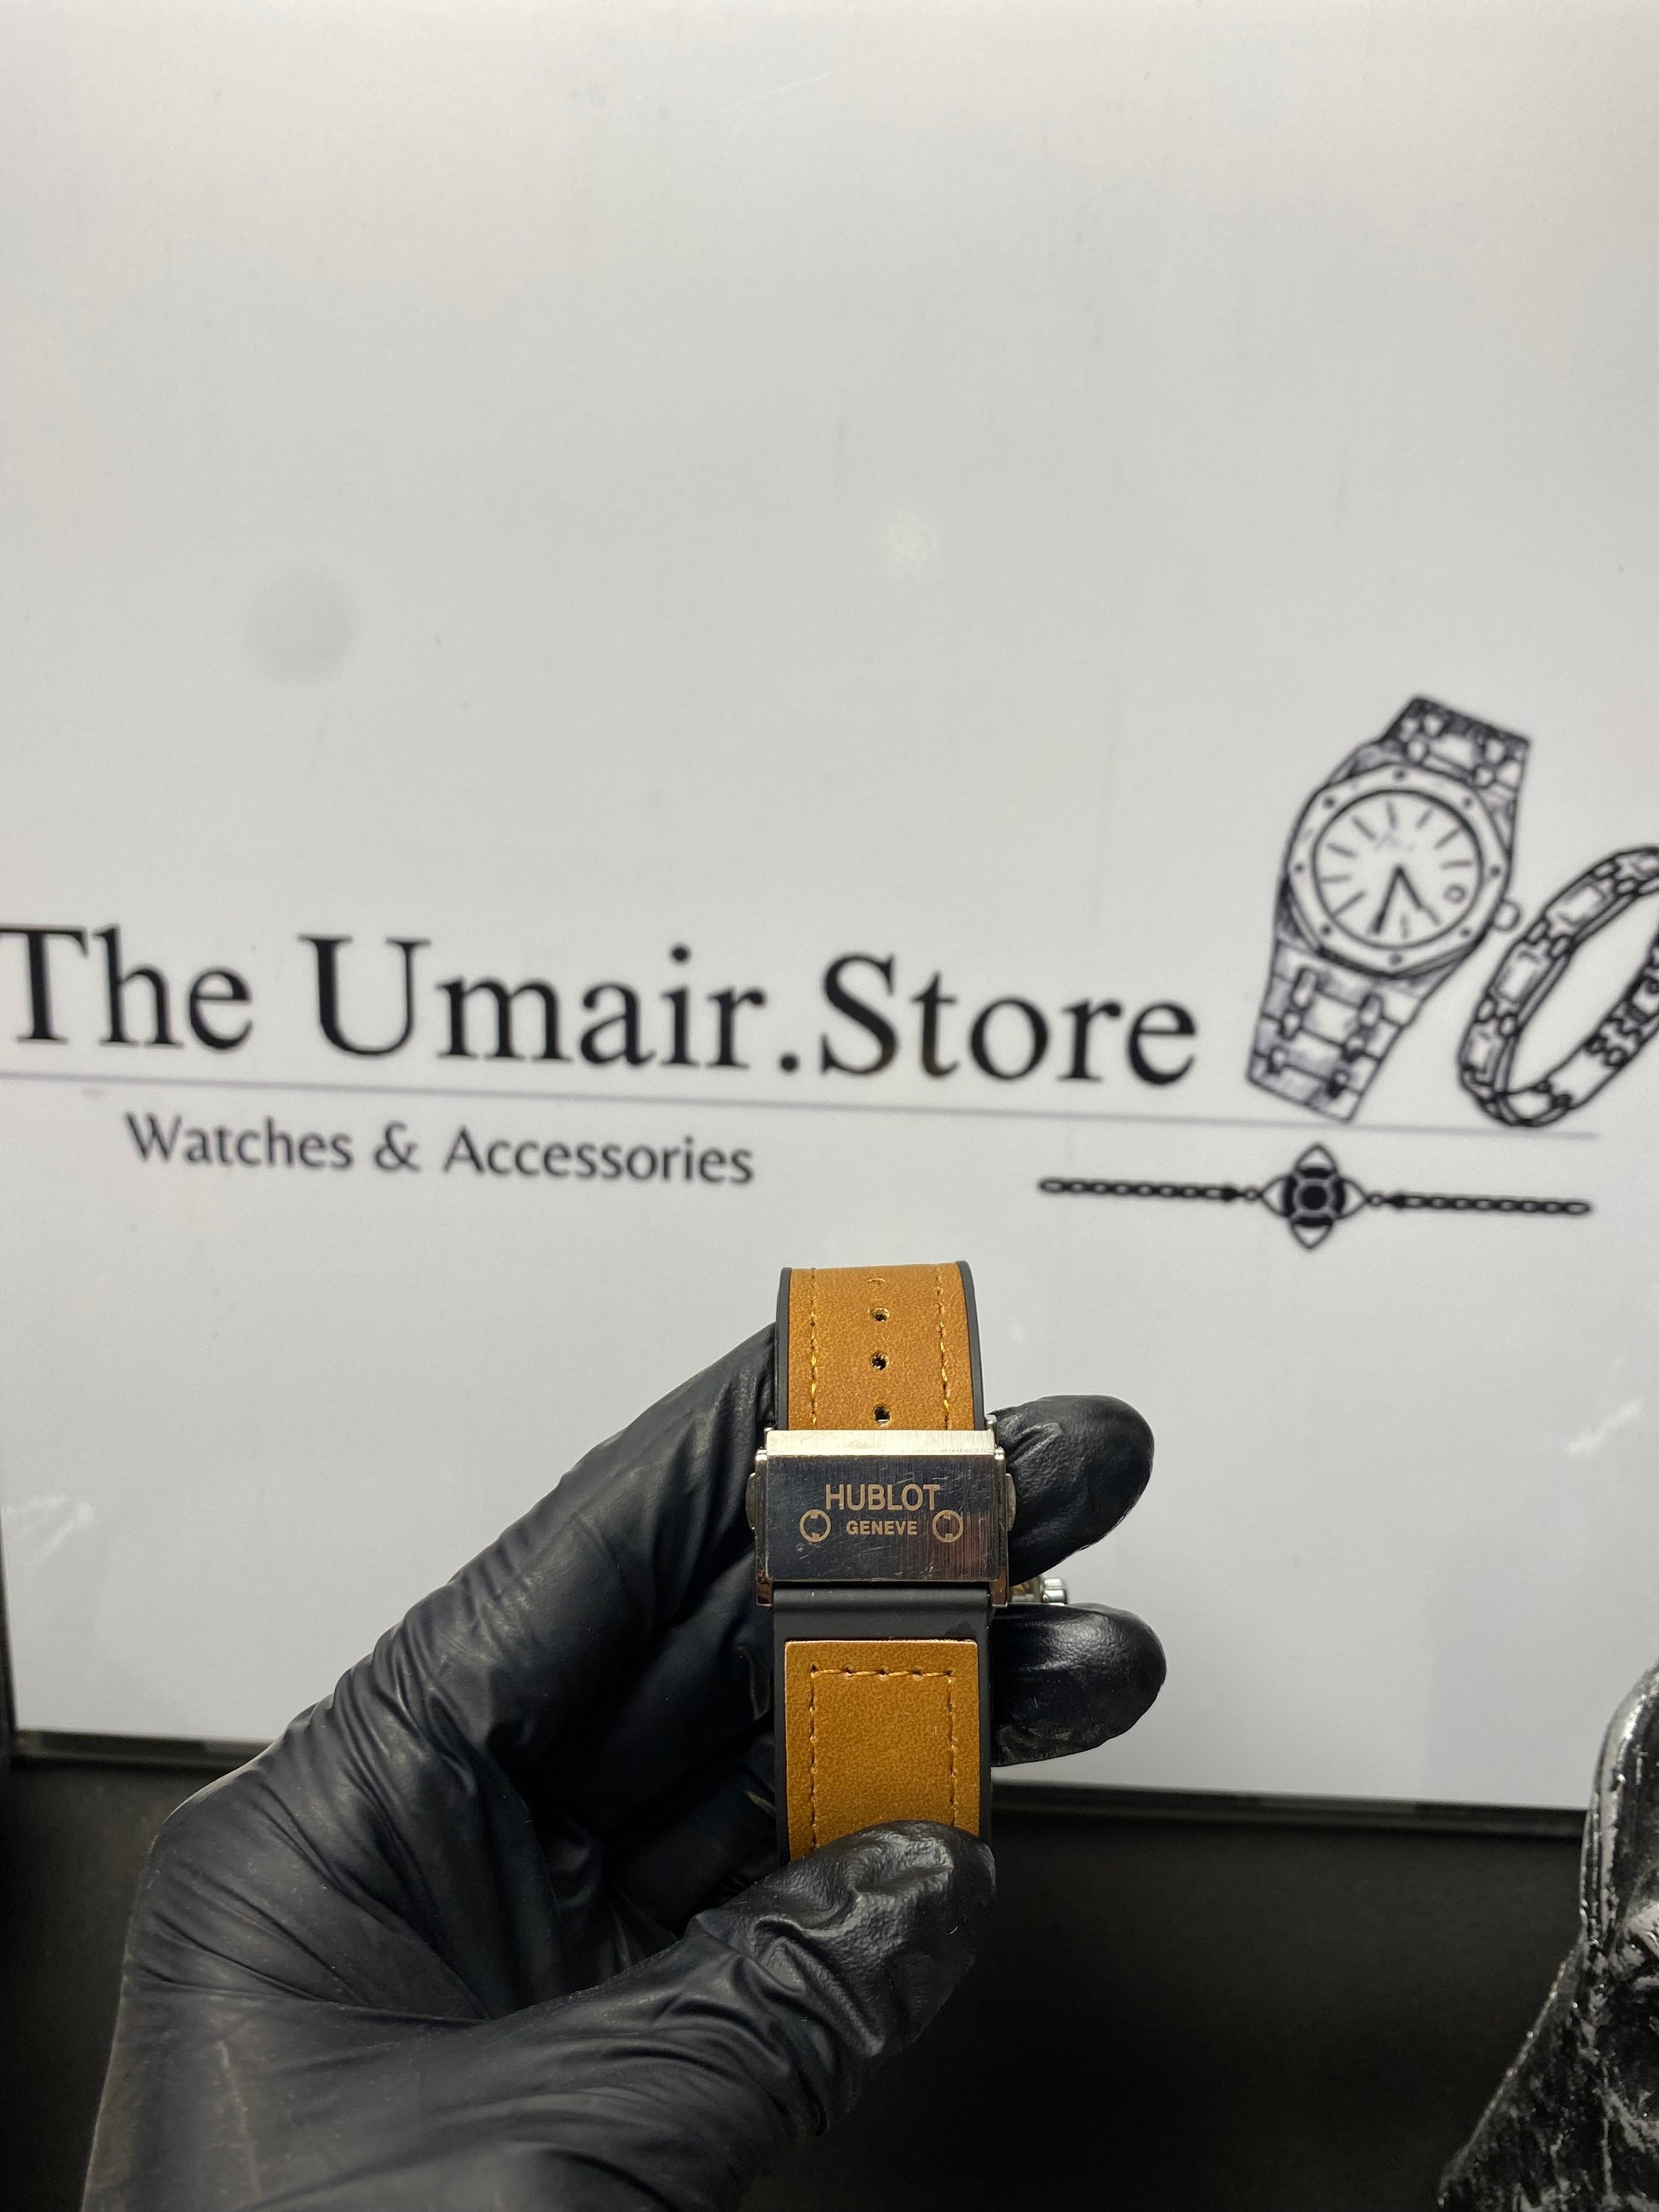 The Umair.Store
Watches & Accessories
HUBLOT
GENEVE